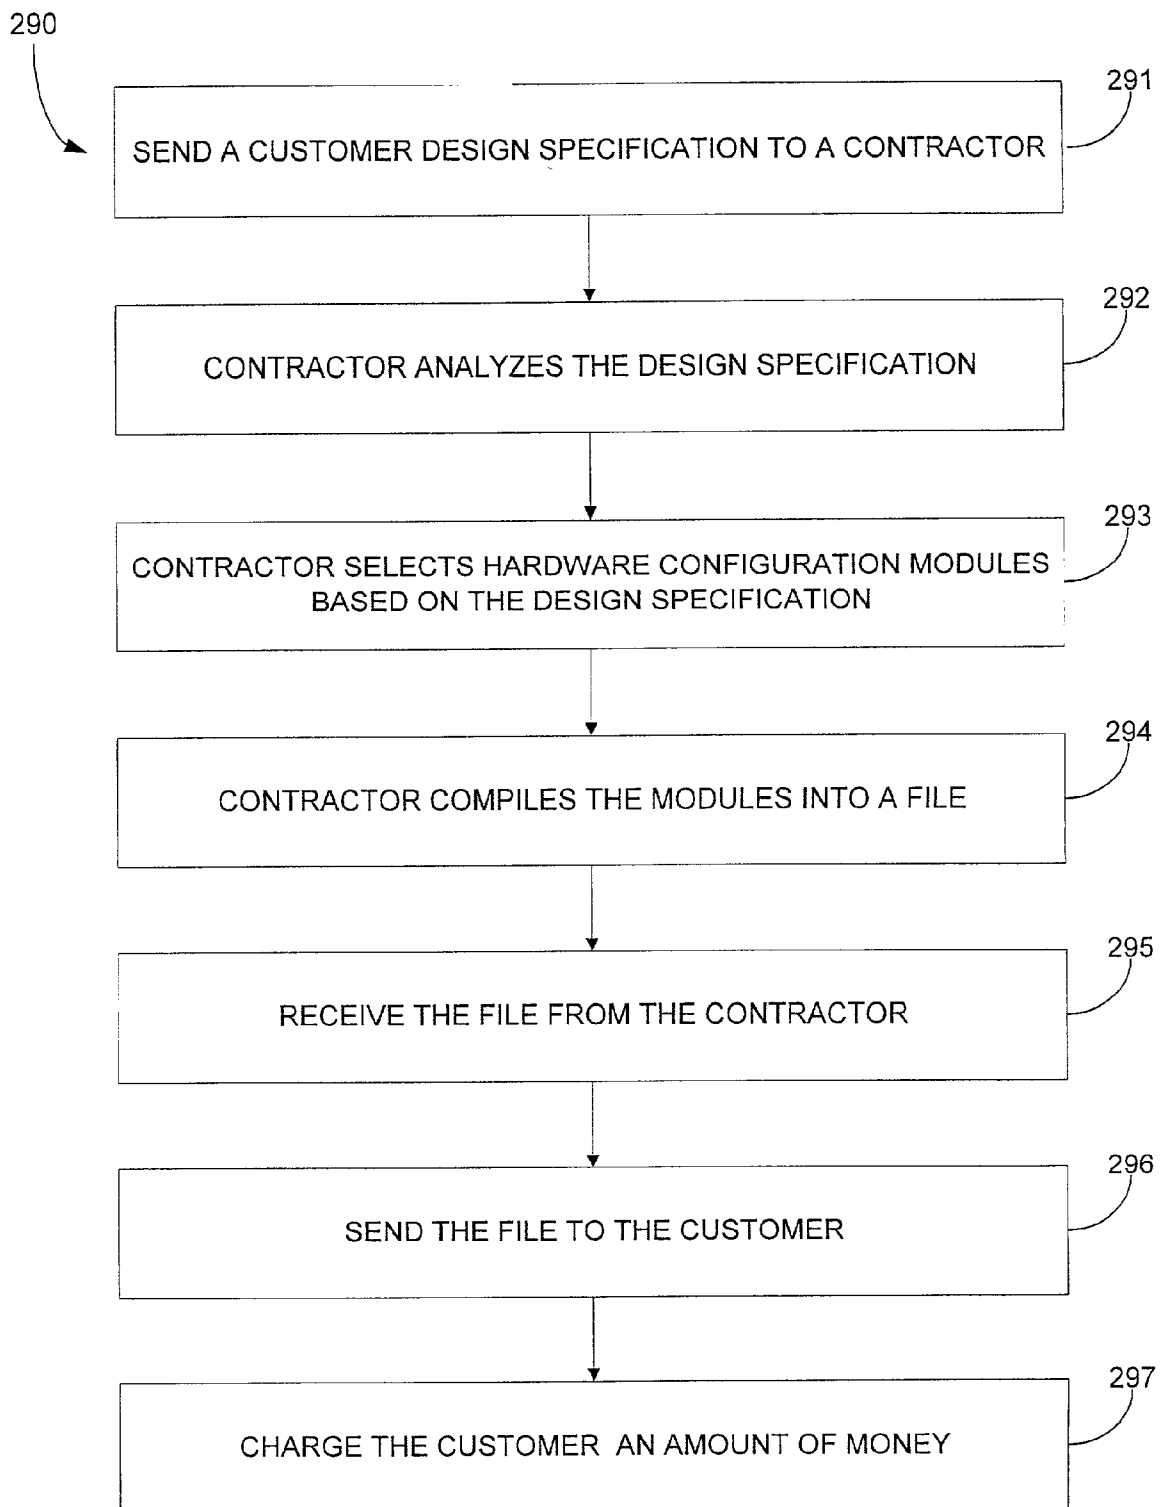 290
291
SEND A CUSTOMER DESIGN SPECIFICATION TO A CONTRACTOR
292
CONTRACTOR ANALYZES THE DESIGN SPECIFICATION
293
CONTRACTOR SELECTS HARDWARE CONFIGURATION MODULES
BASED ON THE DESIGN SPECIFICATION
294
CONTRACTOR COMPILES THE MODULES INTO A FILE
295
RECEIVE THE FILE FROM THE CONTRACTOR
296
SEND THE FILE TO THE CUSTOMER
297
CHARGE THE CUSTOMER AN AMOUNT OF MONEY